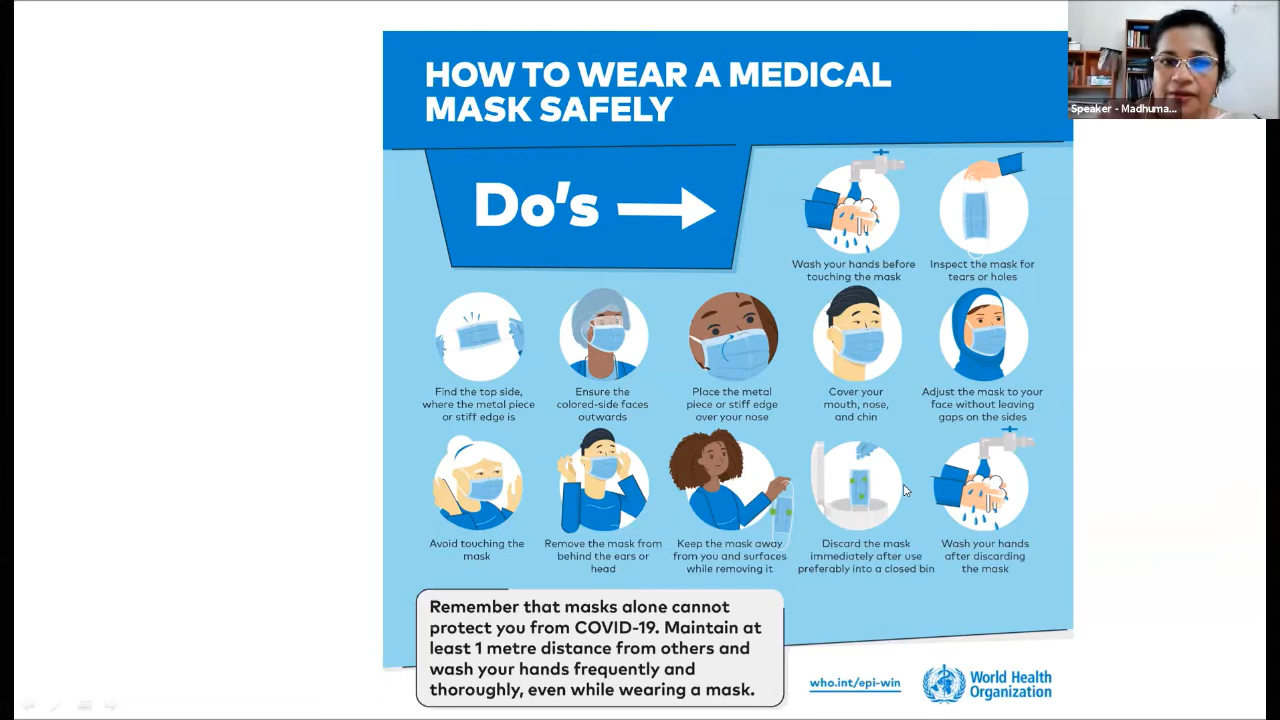 HOW TO WEAR A MEDICAL
MASK SAFELY
Speaker - Madhuma...
Do's
Wash your hands before
touching the mask
Inspect the mask for
tears or holes
Find the top side,
where the metal piece
or stiff edge is
Ensure the
colored-side faces
outwards
Place the metal
piece or stiff edge
over your nose
Cover your
mouth, nose,
and chin
Adjust the mask to your
face without leaving
gaps on the sides
Avoid touching the
mask
Remove the mask from
behind the ears or
head
Keep the mask away
from you and surfaces
while removing it
Discard the mask
immediately after use
preferably into a closed bin
Wash your hands
after discarding
the mask
Remember that masks alone cannot
protect you from COVID-19. Maintain at
least 1 metre distance from others and
wash your hands frequently and
thoroughly, even while wearing a mask.
who.int/epi-win
World Health
Organization